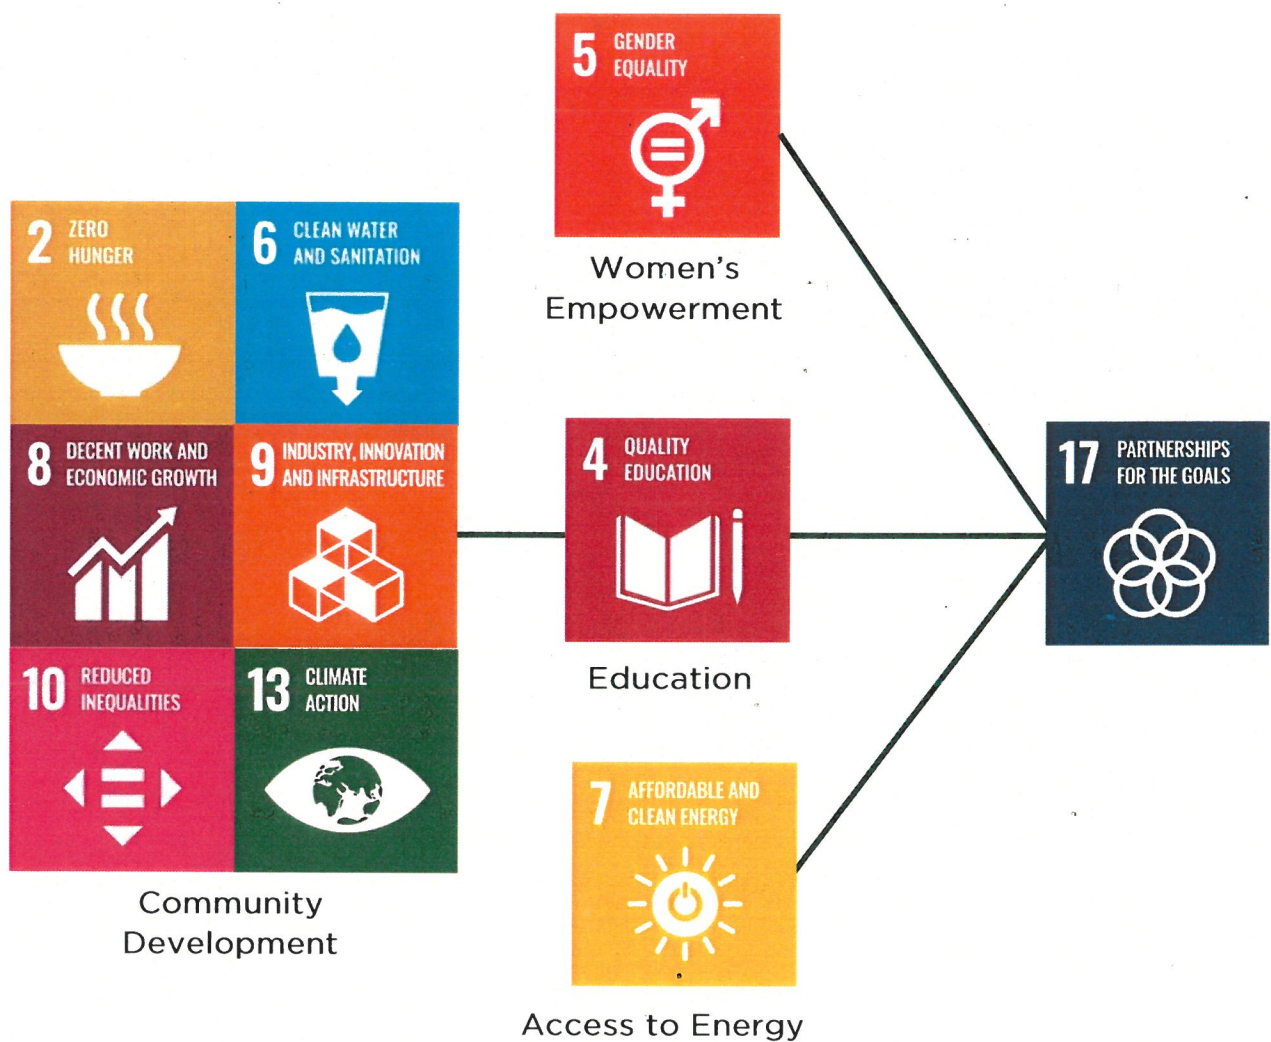 5 GENDER
EQUALITY
Women's
Empowerment
2 ZERO
HUNGER
6 CLEAN WATER
AND SANITATION
8 DECENT WORK AND
ECONOMIC GROWTH
9 INDUSTRY, INNOVATION
AND INFRASTRUCTURE
10 REDUCED
INEQUALITIES
13 CLIMATE
ACTION
Community
Development
4 QUALITY
EDUCATION
Education
7 AFFORDABLE AND
CLEAN ENERGY
Access to Energy
17 PARTNERSHIPS
FOR THE GOALS